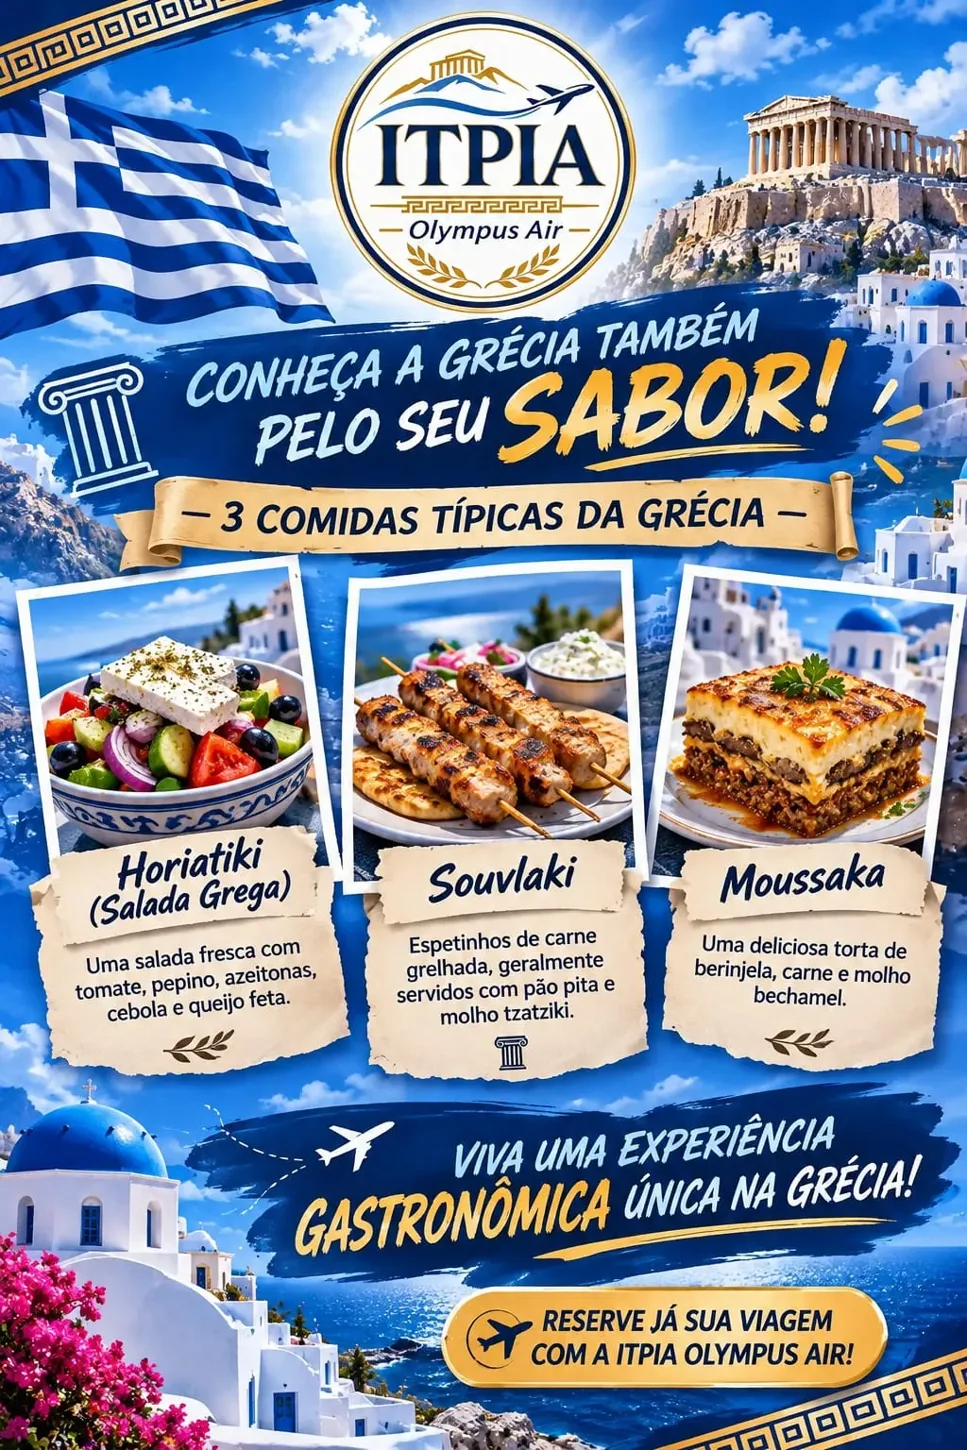 ITPIA
Olympus Air
CONHEÇA A GRÉCIA TAMBÉM
PELO SEU SABOR!
– 3 COMIDAS TÍPICAS DA GRÉCIA –
Horiatiki
(Salada Grega)
Uma salada fresca com
tomate, pepino, azeitonas,
cebola e queijo feta.
Souvlaki
Espetinhos de carne
grelhada, geralmente
servidos com pão pita e
molho tzatziki.
Moussaka
Uma deliciosa torta de
berinjela, carne e molho
bechamel.
VIVA UMA EXPERIÊNCIA
GASTRONÔMICA ÚNICA NA GRÉCIA!
RESERVE JÁ SUA VIAGEM
COM A ITPIA OLYMPUS AIR!